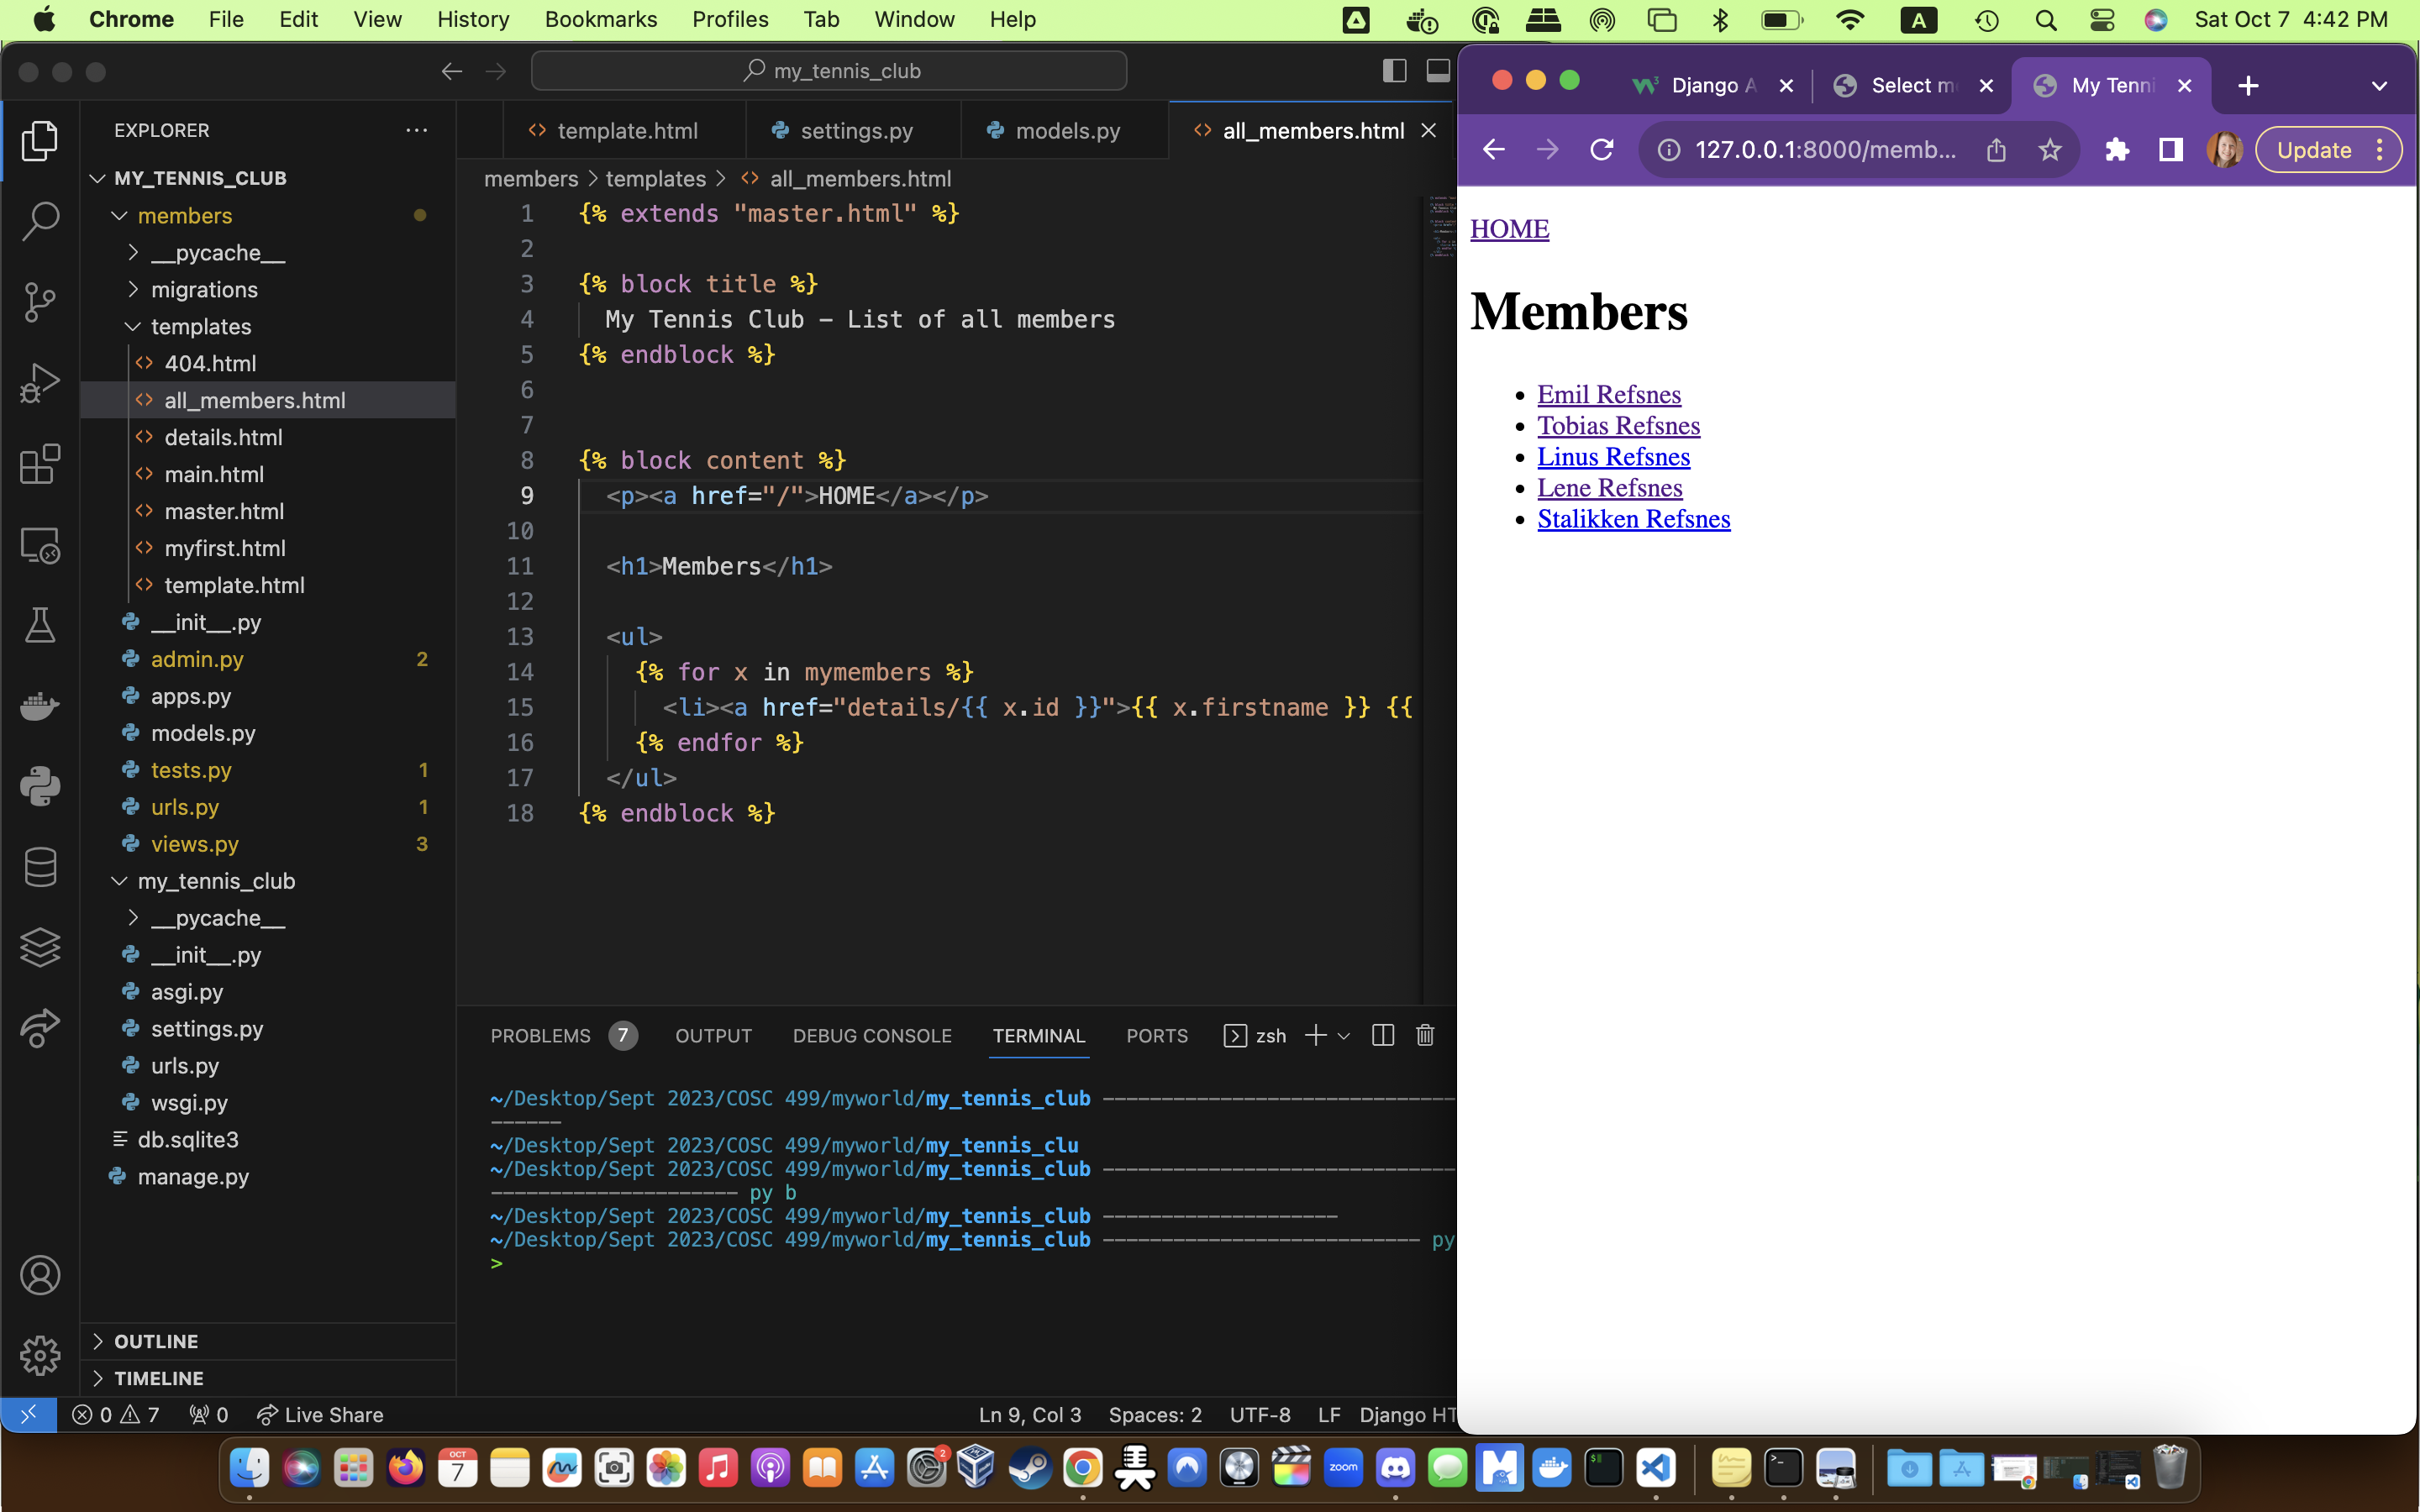 Chrome File Edit View History Bookmarks Profiles Tab Window Help A Sat Oct 7 4:42 PM
my_tennis_club
EXPLORER
MY_TENNIS_CLUB
members
__pycache__
migrations
templates
404.html
all_members.html
details.html
main.html
master.html
myfirst.html
template.html
__init__.py
admin.py 2
apps.py
models.py
tests.py 1
urls.py 1
views.py 3
my_tennis_club
__pycache__
__init__.py
asgi.py
settings.py
urls.py
wsgi.py
db.sqlite3
manage.py
OUTLINE
TIMELINE
template.html settings.py models.py all_members.html
members > templates > all_members.html
1 {% extends "master.html" %}
2
3 {% block title %}
4 My Tennis Club - List of all members
5 {% endblock %}
6
7
8 {% block content %}
9 <p><a href="/">HOME</a></p>
10
11 <h1>Members</h1>
12
13 <ul>
14 {% for x in mymembers %}
15 <li><a href="details/{{ x.id }}">{{ x.firstname }} {{
16 {% endfor %}
17 </ul>
18 {% endblock %}
PROBLEMS 7 OUTPUT DEBUG CONSOLE TERMINAL PORTS zsh
~/Desktop/Sept 2023/COSC 499/myworld/my_tennis_club ------------------------------
------
~/Desktop/Sept 2023/COSC 499/myworld/my_tennis_clu
~/Desktop/Sept 2023/COSC 499/myworld/my_tennis_club ------------------------------
--------------------- py b
~/Desktop/Sept 2023/COSC 499/myworld/my_tennis_club --------------------
~/Desktop/Sept 2023/COSC 499/myworld/my_tennis_club --------------------------- py
>
0 7 0 Live Share Ln 9, Col 3 Spaces: 2 UTF-8 LF Django HT
Django A Select m My Tenni
127.0.0.1:8000/memb... Update
HOME
Members
Emil Refsnes
Tobias Refsnes
Linus Refsnes
Lene Refsnes
Stalikken Refsnes
OCT
7
2
zoom